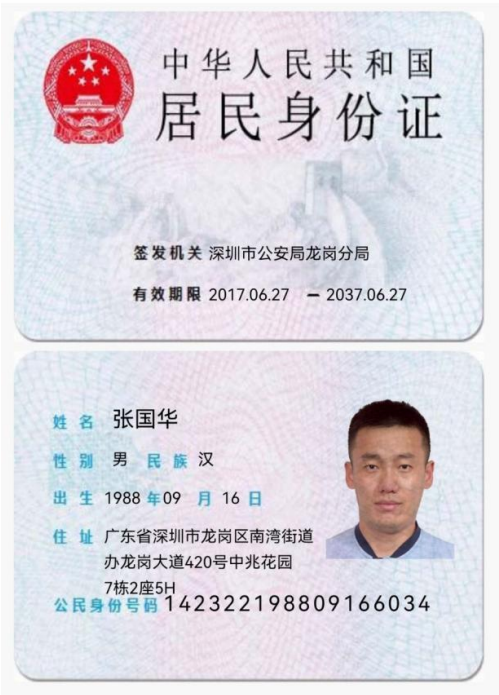 中华人民共和国
居民身份证
签发机关 深圳市公安局龙岗分局
有效期限 2017.06.27 — 2037.06.27
姓名 张国华
性别 男 民族 汉
出生 1988 年 09 月 16 日
住址 广东省深圳市龙岗区南湾街道
办龙岗大道420号中兆花园
7栋2座5H
公民身份号码 142322198809166034